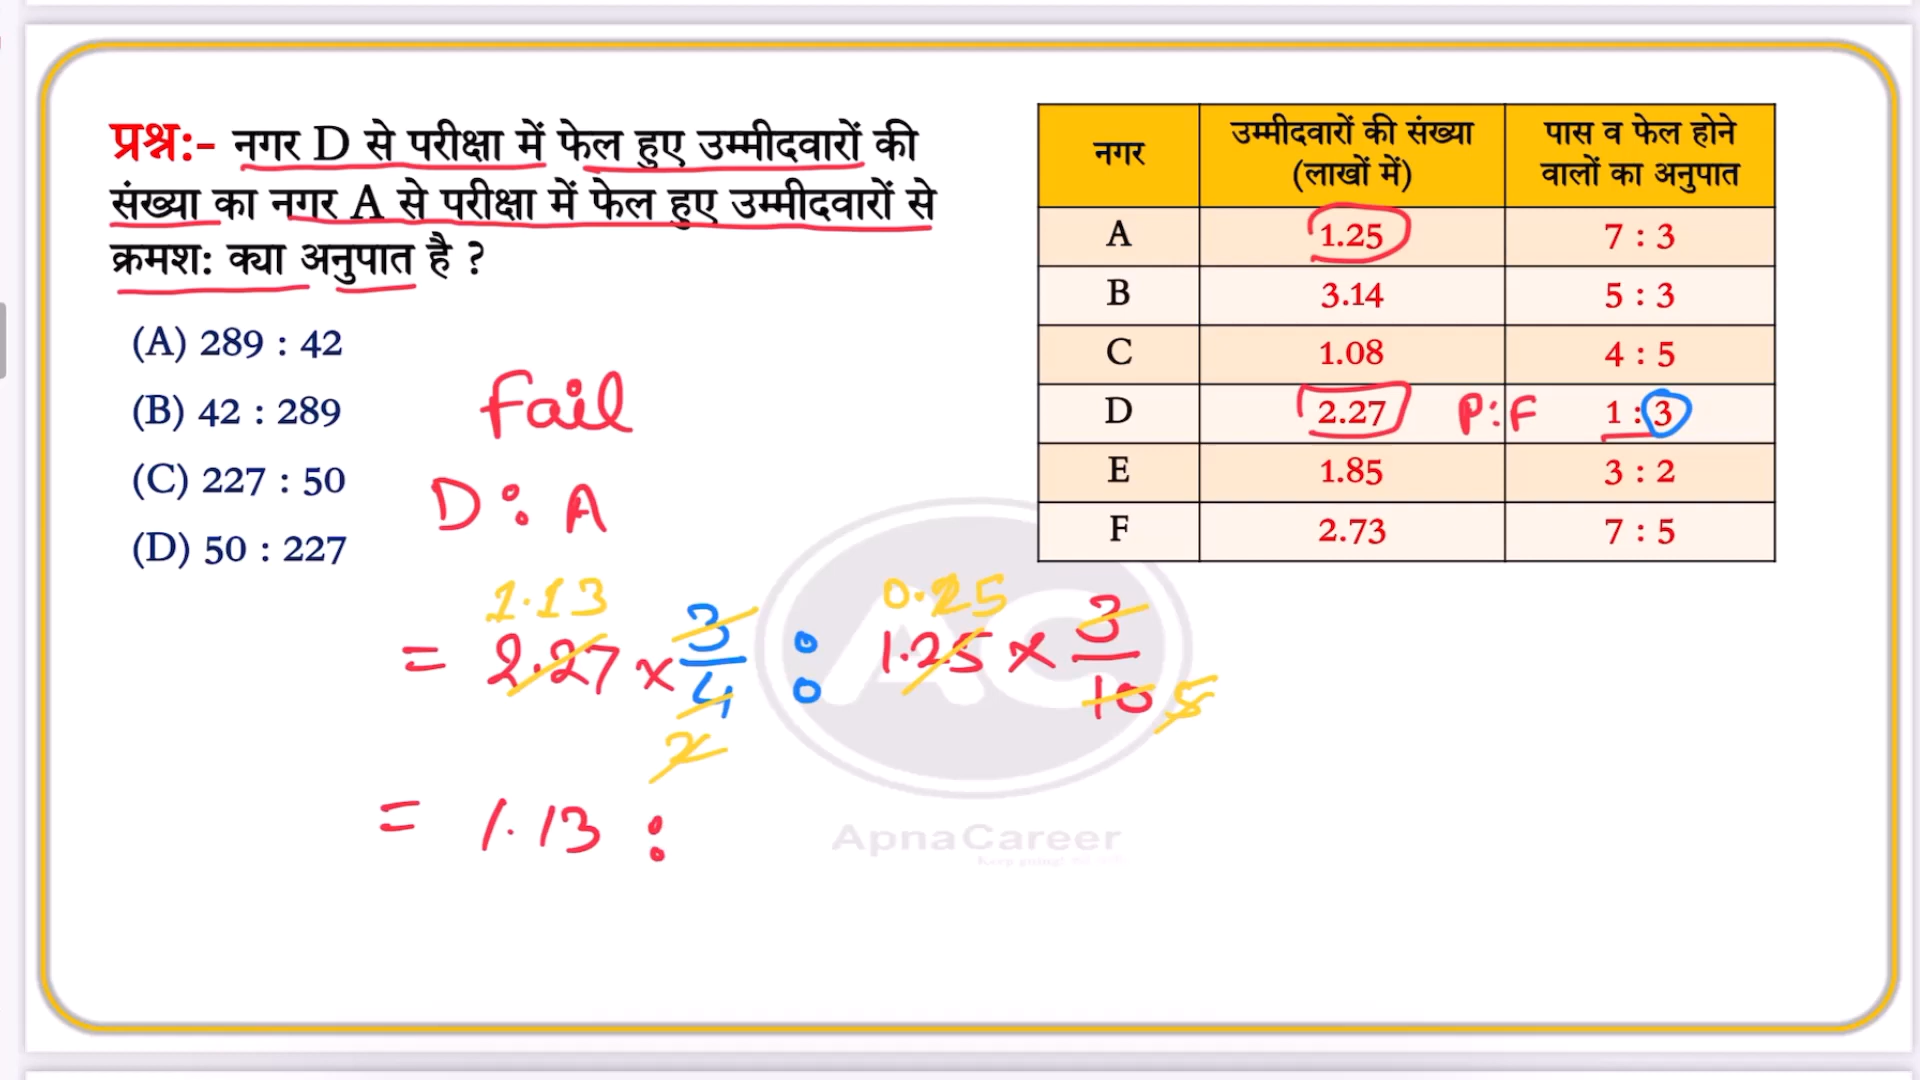 प्रश्न:- नगर D से परीक्षा में फेल हुए उम्मीदवारों की
संख्या का नगर A से परीक्षा में फेल हुए उम्मीदवारों से
क्रमश: क्या अनुपात है ?
(A) 289 : 42
(B) 42 : 289
(C) 227 : 50
(D) 50 : 227
नगर उम्मीदवारों की संख्या (लाखों में) पास व फेल होने वालों का अनुपात
A 1.25 7 : 3
B 3.14 5 : 3
C 1.08 4 : 5
D 2.27 P:F 1 : 3
E 1.85 3 : 2
F 2.73 7 : 5
Fail
D : A
1.13 0.25
= 2.27 × 3/4 : 1.25 × 3/10 5
2
= 1.13 :
AC
ApnaCareer